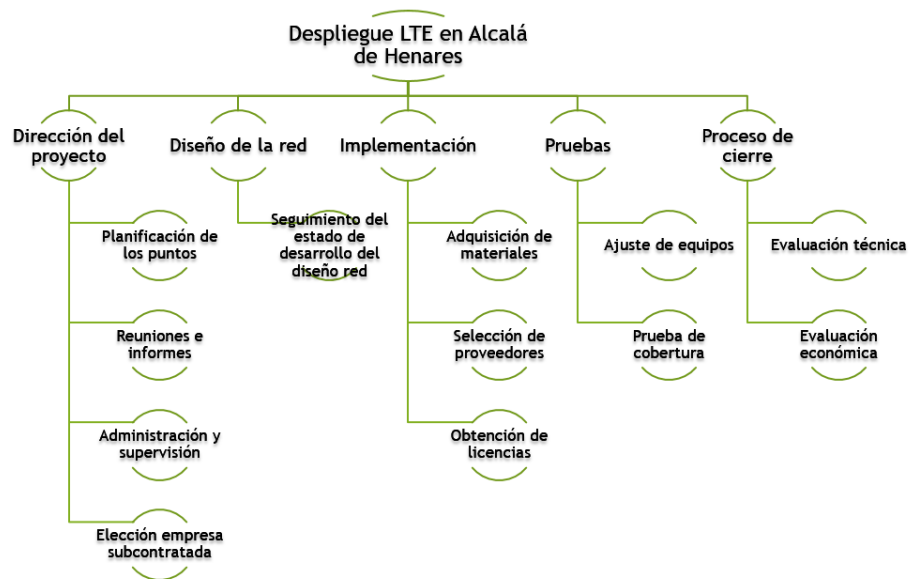 Despliegue LTE en Alcalá
de Henares
Dirección del
proyecto
Diseño de la red
Implementación
Pruebas
Proceso de
cierre
Planificación de
los puntos
Reuniones e
informes
Administración y
supervisión
Elección empresa
subcontratada
Seguimiento del
estado de
desarrollo del
diseño red
Adquisición de
materiales
Selección de
proveedores
Obtención de
licencias
Ajuste de equipos
Prueba de
cobertura
Evaluación técnica
Evaluación
económica